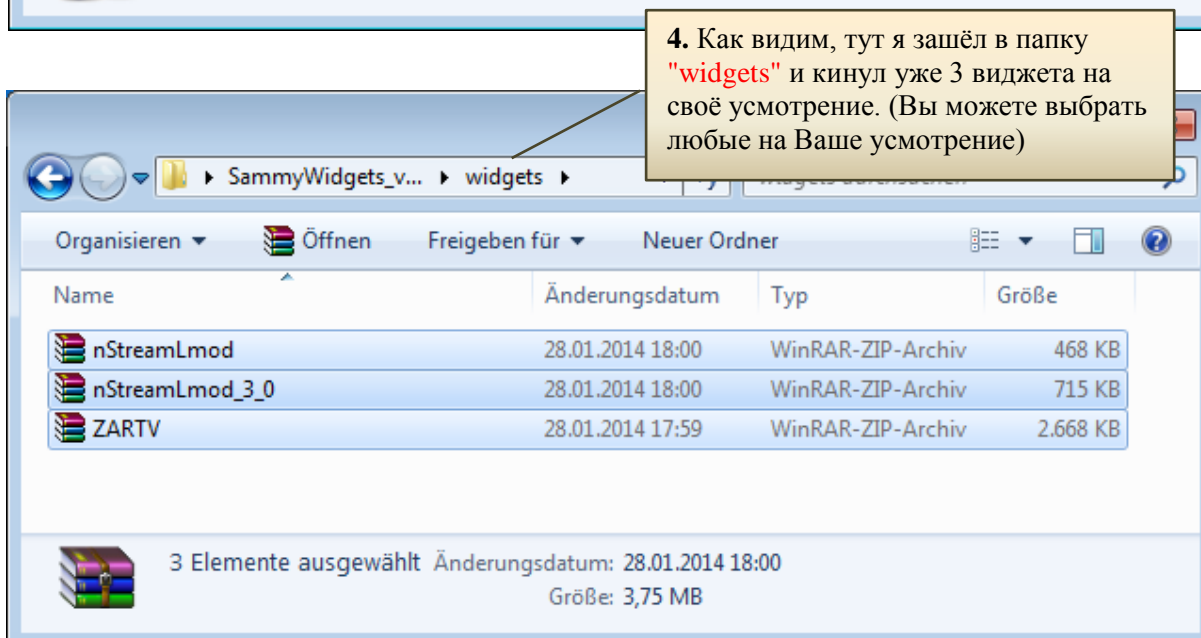 4. Как видим, тут я зашёл в папку
"widgets" и кинул уже 3 виджета на
своё усмотрение. (Вы можете выбрать
любые на Ваше усмотрение)
SammyWidgets_v... widgets
Organisieren Öffnen Freigeben für Neuer Ordner
Name Änderungsdatum Typ Größe
nStreamLmod 28.01.2014 18:00 WinRAR-ZIP-Archiv 468 KB
nStreamLmod_3_0 28.01.2014 18:00 WinRAR-ZIP-Archiv 715 KB
ZARTV 28.01.2014 17:59 WinRAR-ZIP-Archiv 2.668 KB
3 Elemente ausgewählt Änderungsdatum: 28.01.2014 18:00
Größe: 3,75 MB